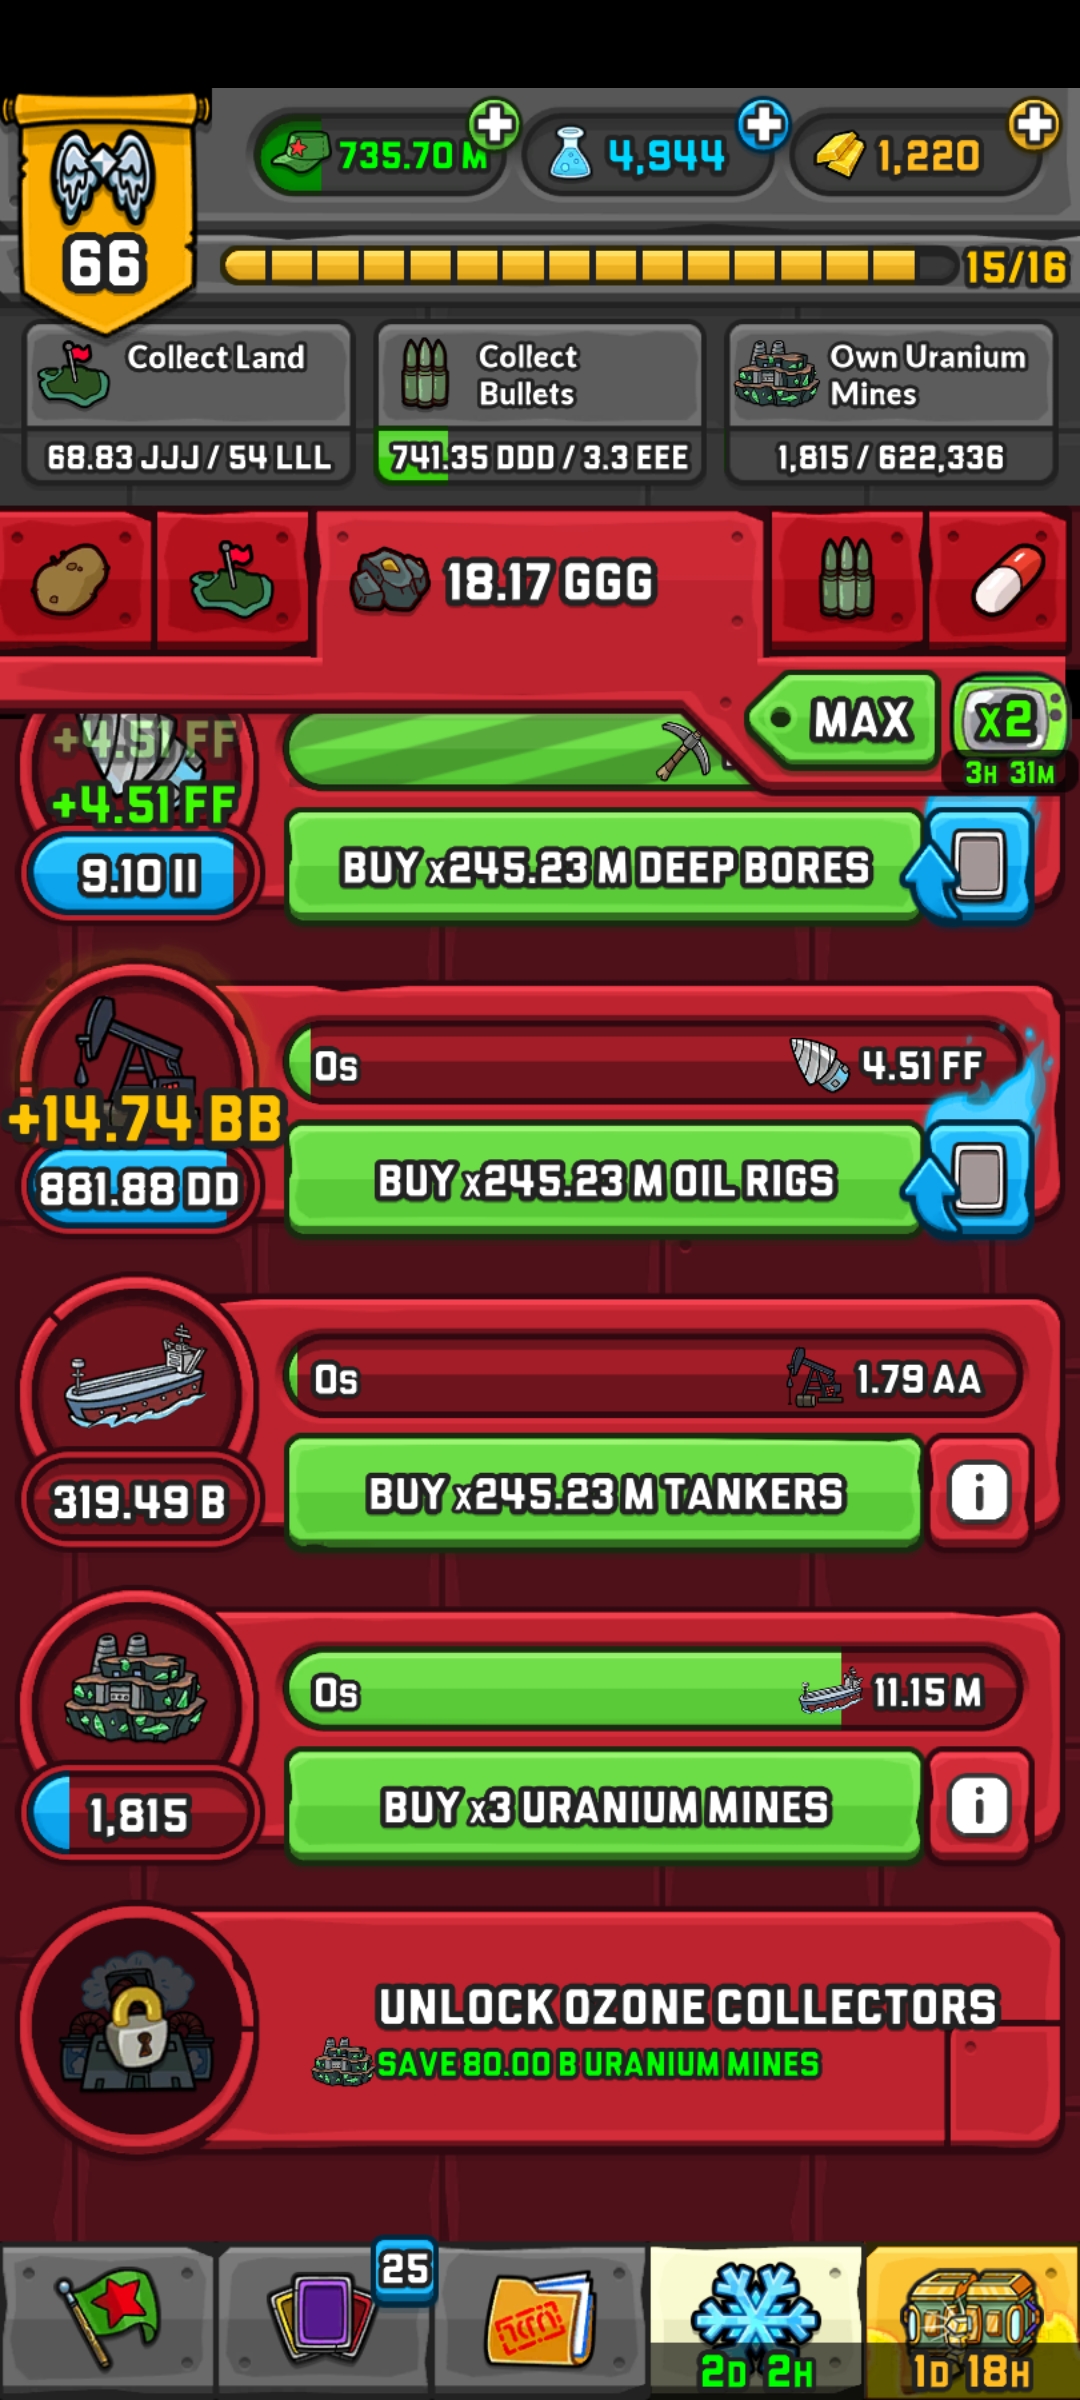 735.70 M
4,944
1,220
66
15/16
Collect Land
68.83 JJJ / 54 LLL
Collect
Bullets
741.35 DDD / 3.3 EEE
Own Uranium
Mines
1,815 / 622,336
18.17 GGG
MAX
x2
3H 31M
+4.51 FF
+4.51 FF
9.10 II
BUY x245.23 M DEEP BORES
0s
4.51 FF
+14.74 BB
881.88 DD
BUY x245.23 M OIL RIGS
0s
1.79 AA
319.49 B
BUY x245.23 M TANKERS
0s
11.15 M
1,815
BUY x3 URANIUM MINES
UNLOCK OZONE COLLECTORS
SAVE 80.00 B URANIUM MINES
25
2D 2H
1D 18H